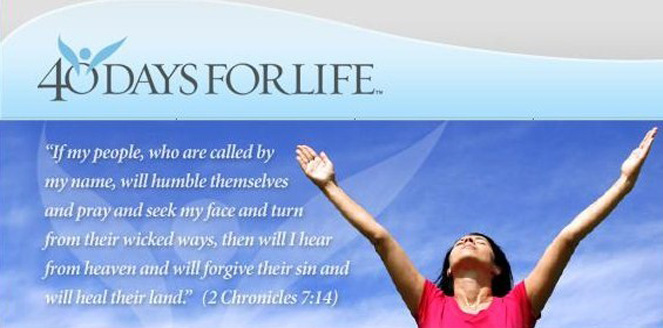 40 DAYS FOR LIFE™
“If my people, who are called by
my name, will humble themselves
and pray and seek my face and turn
from their wicked ways, then will I hear
from heaven and will forgive their sin and
will heal their land.” (2 Chronicles 7:14)